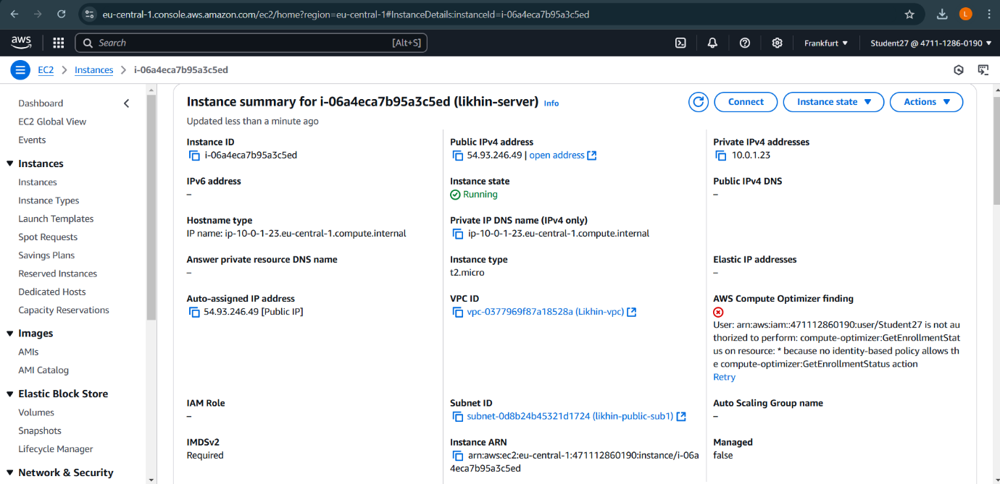 eu-central-1.console.aws.amazon.com/ec2/home?region=eu-central-1#InstanceDetails:instanceId=i-06a4eca7b95a3c5ed
L
aws
Search
[Alt+S]
Frankfurt
Student27 @ 4711-1286-0190
EC2
Instances
i-06a4eca7b95a3c5ed
Dashboard
EC2 Global View
Events
Instances
Instances
Instance Types
Launch Templates
Spot Requests
Savings Plans
Reserved Instances
Dedicated Hosts
Capacity Reservations
Images
AMIs
AMI Catalog
Elastic Block Store
Volumes
Snapshots
Lifecycle Manager
Network & Security
Instance summary for i-06a4eca7b95a3c5ed (likhin-server) Info
Updated less than a minute ago
Connect
Instance state
Actions
Instance ID
i-06a4eca7b95a3c5ed
Public IPv4 address
54.93.246.49 | open address
Private IPv4 addresses
10.0.1.23
IPv6 address
–
Instance state
Running
Public IPv4 DNS
–
Hostname type
IP name: ip-10-0-1-23.eu-central-1.compute.internal
Private IP DNS name (IPv4 only)
ip-10-0-1-23.eu-central-1.compute.internal
Answer private resource DNS name
–
Instance type
t2.micro
Elastic IP addresses
–
Auto-assigned IP address
54.93.246.49 [Public IP]
VPC ID
vpc-0377969f87a18528a (Likhin-vpc)
AWS Compute Optimizer finding
User: arn:aws:iam::471112860190:user/Student27 is not au
thorized to perform: compute-optimizer:GetEnrollmentStat
us on resource: * because no identity-based policy allows th
e compute-optimizer:GetEnrollmentStatus action
Retry
IAM Role
–
Subnet ID
subnet-0d8b24b45321d1724 (likhin-public-sub1)
Auto Scaling Group name
–
IMDSv2
Required
Instance ARN
arn:aws:ec2:eu-central-1:471112860190:instance/i-06a
4eca7b95a3c5ed
Managed
false